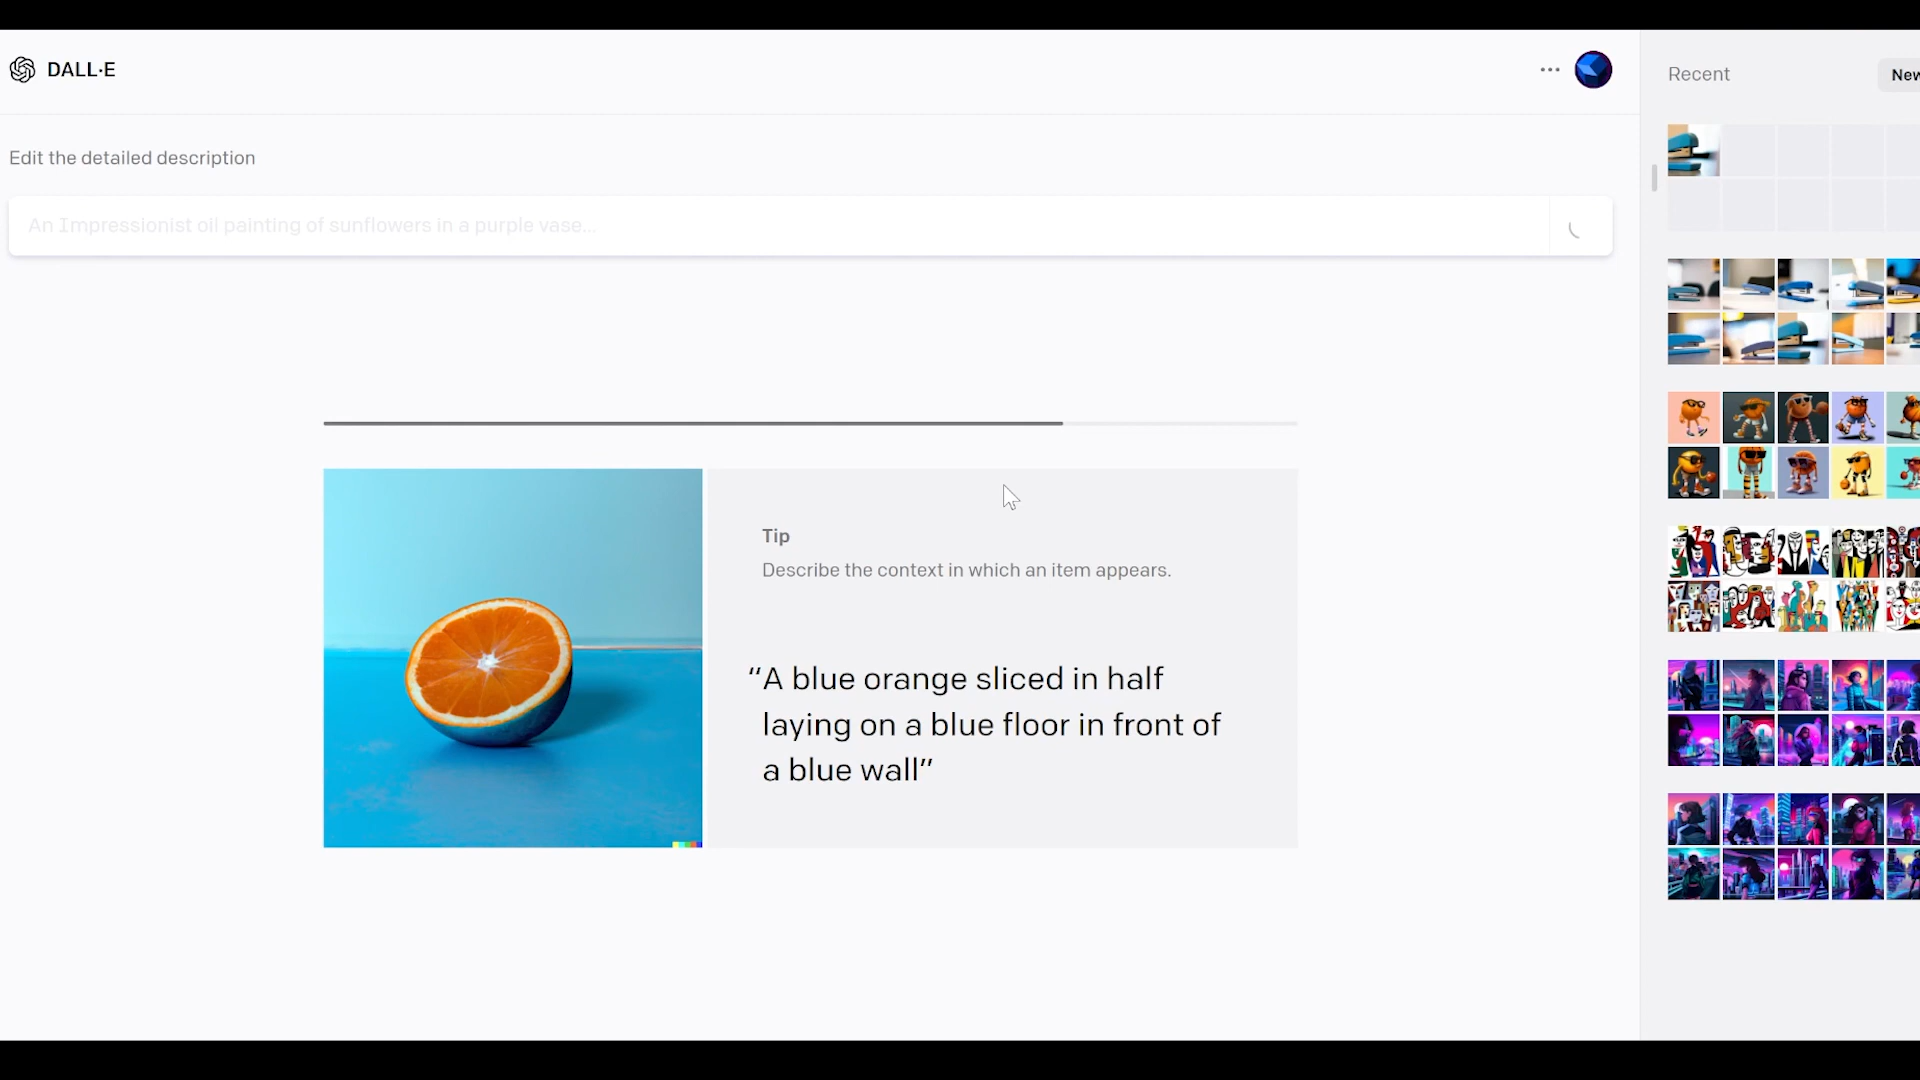 DALL·E
Recent
New
Edit the detailed description
An Impressionist oil painting of sunflowers in a purple vase...
Tip
Describe the context in which an item appears.
“A blue orange sliced in half
laying on a blue floor in front of
a blue wall”